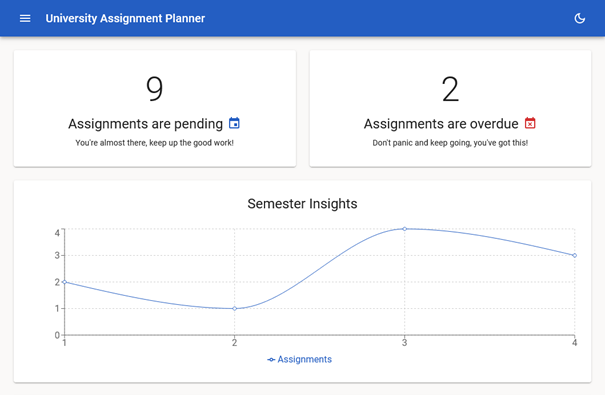 University Assignment Planner
9
Assignments are pending
You're almost there, keep up the good work!
2
Assignments are overdue
Don't panic and keep going, you've got this!
Semester Insights
4
3
2
1
0
1 2 3 4
Assignments